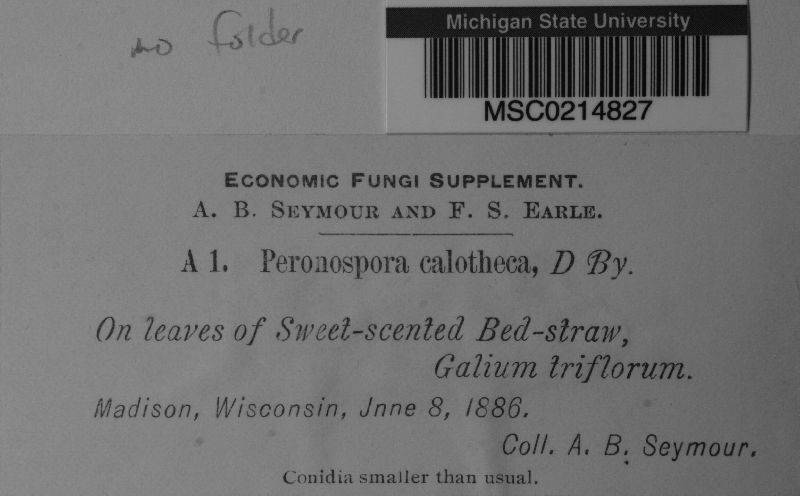 no folder
Michigan State University
MSC0214827
ECONOMIC FUNGI SUPPLEMENT.
A. B. SEYMOUR AND F. S. EARLE.
A 1. Peronospora calotheca, D By.
On leaves of Sweet-scented Bed-straw,
Galium triflorum.
Madison, Wisconsin, Jnne 8, 1886.
Coll. A. B. Seymour.
Conidia smaller than usual.